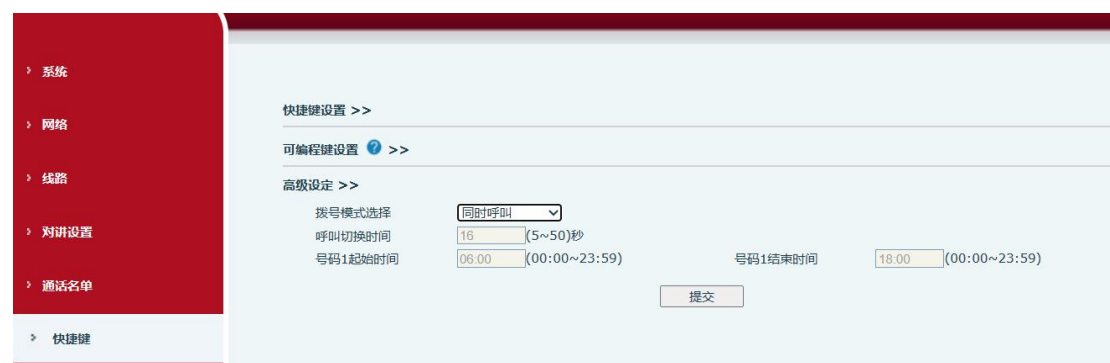 系统
网络
线路
对讲设置
通话名单
快捷键
快捷键设置 >>
可编程键设置 ? >>
高级设定 >>
拨号模式选择 同时呼叫
呼叫切换时间 16 (5~50)秒
号码1起始时间 06:00 (00:00~23:59) 号码1结束时间 18:00 (00:00~23:59)
提交